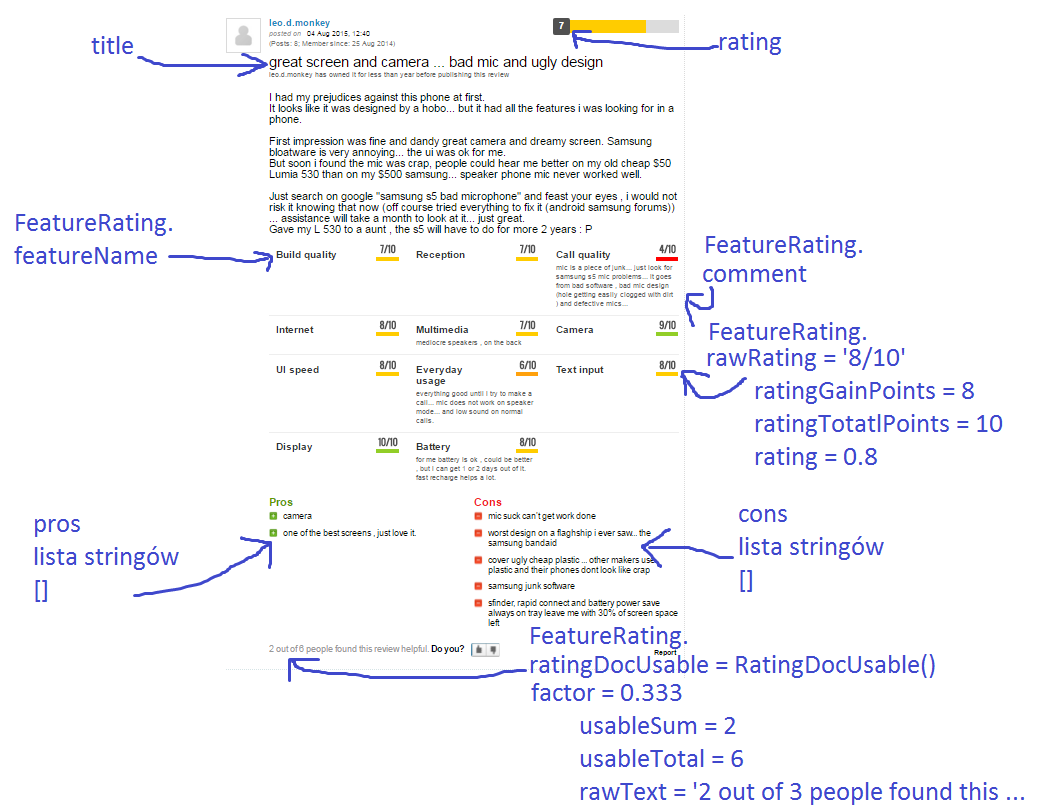 leo.d.monkey
posted on 04 Aug 2015, 12:40
(Posts: 8; Member since: 25 Aug 2014)
7
rating
title
great screen and camera ... bad mic and ugly design
leo.d.monkey has owned it for less than year before publishing this review
I had my prejudices against this phone at first.
It looks like it was designed by a hobo... but it had all the features i was looking for in a
phone.
First impression was fine and dandy great camera and dreamy screen. Samsung
bloatware is very annoying... the ui was ok for me.
But soon i found the mic was crap, people could hear me better on my old cheap $50
Lumia 530 than on my $500 samsung... speaker phone mic never worked well.
Just search on google "samsung s5 bad microphone" and feast your eyes , i would not
risk it knowing that now (off course tried everything to fix it (android samsung forums))
... assistance will take a month to look at it... just great.
Gave my L 530 to a aunt , the s5 will have to do for more 2 years : P
FeatureRating.
featureName
Build quality 7/10
Reception 7/10
Call quality 4/10
mic is a piece of junk... just look for
samsung s5 mic problems... it goes
from bad software , bad mic design
(hole getting easily clogged with dirt
) and defective mics...
FeatureRating.
comment
Internet 8/10
Multimedia 7/10
mediocre speakers , on the back
Camera 9/10
FeatureRating.
rawRating = '8/10'
ratingGainPoints = 8
ratingTotatlPoints = 10
rating = 0.8
UI speed 8/10
Everyday 6/10
usage
everything good until I try to make a
call... mic does not work on speaker
mode... and low sound on normal
calls.
Text input 8/10
Display 10/10
Battery 8/10
for me battery is ok , could be better
, but i can get 1 or 2 days out of it.
fast recharge helps a lot.
Pros
camera
one of the best screens , just love it.
pros
lista stringów
[]
Cons
mic suck can't get work done
worst design on a flagship i ever saw... the
samsung bandaid
cover ugly cheap plastic ... other makers use
plastic and their phones dont look like crap
samsung junk software
sfinder, rapid connect and battery power save
always on tray leave me with 30% of screen space
left
cons
lista stringów
[]
2 out of 6 people found this review helpful. Do you?
Report
FeatureRating.
ratingDocUsable = RatingDocUsable()
factor = 0.333
usableSum = 2
usableTotal = 6
rawText = '2 out of 3 people found this ...